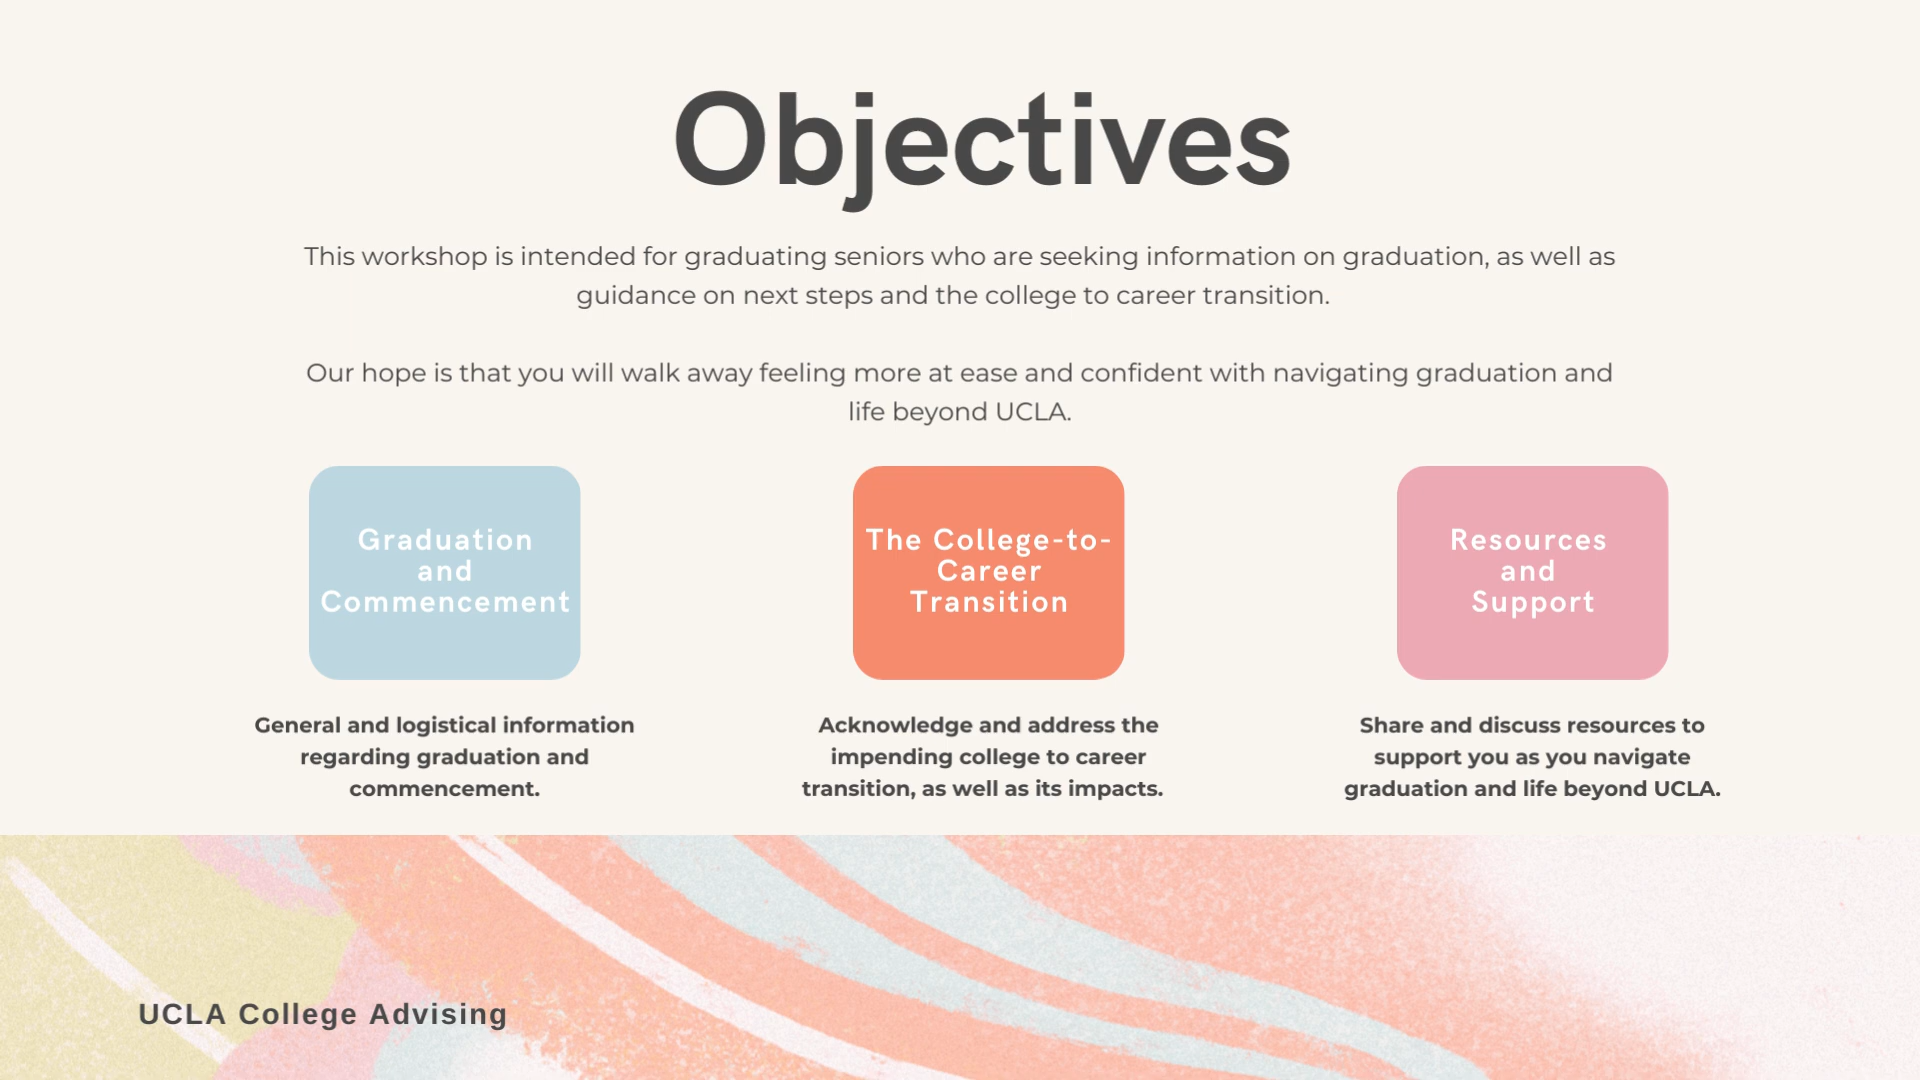 Objectives
This workshop is intended for graduating seniors who are seeking information on graduation, as well as
guidance on next steps and the college to career transition.
Our hope is that you will walk away feeling more at ease and confident with navigating graduation and
life beyond UCLA.
Graduation
and
Commencement
General and logistical information
regarding graduation and
commencement.
The College-to-
Career
Transition
Acknowledge and address the
impending college to career
transition, as well as its impacts.
Resources
and
Support
Share and discuss resources to
support you as you navigate
graduation and life beyond UCLA.
UCLA College Advising